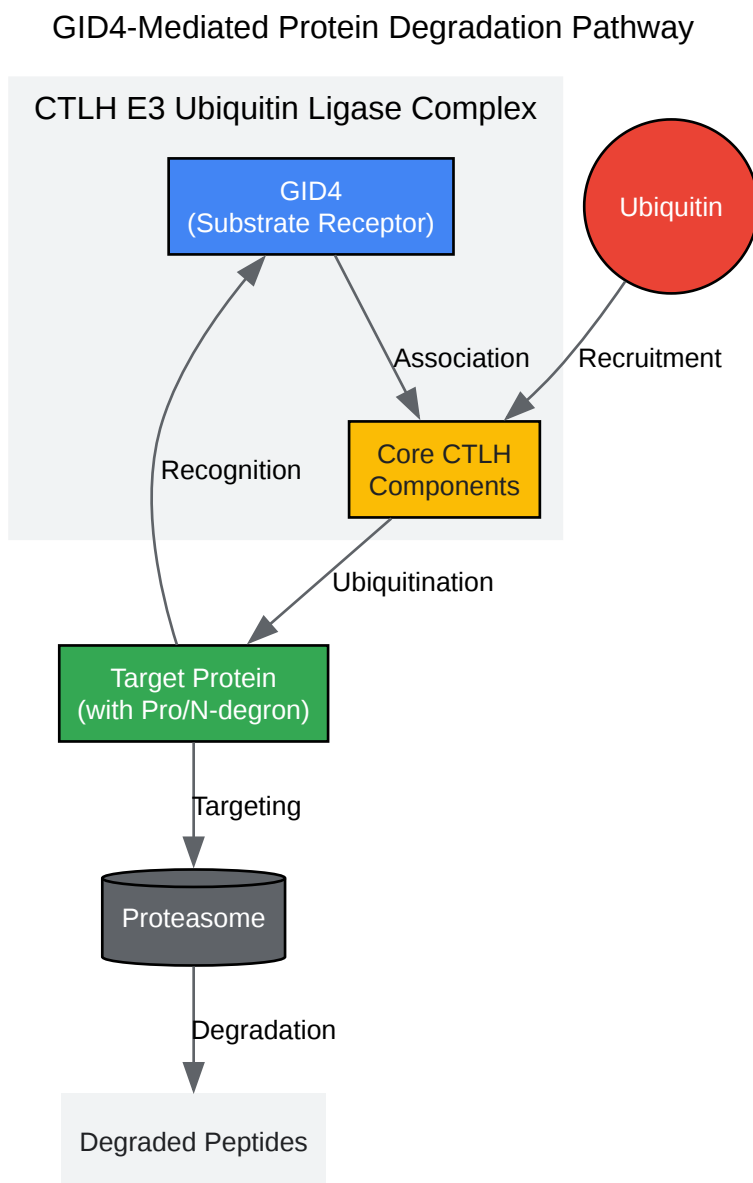 GID4-Mediated Protein Degradation Pathway
CTLH E3 Ubiquitin Ligase Complex
GID4
(Substrate Receptor)
Ubiquitin
Association
Recruitment
Core CTLH
Components
Recognition
Ubiquitination
Target Protein
(with Pro/N-degron)
Targeting
Proteasome
Degradation
Degraded Peptides